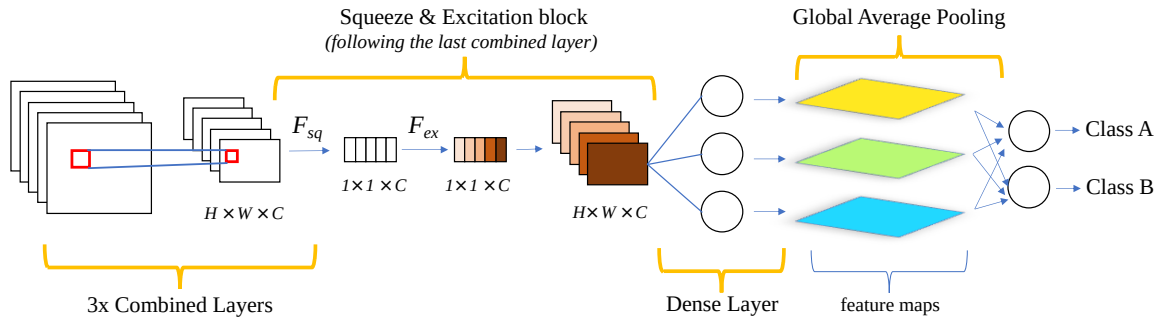 Squeeze & Excitation block
(following the last combined layer)
Global Average Pooling
F_sq
F_ex
1×1×C
1×1×C
H×W×C
H×W×C
Class A
Class B
3x Combined Layers
Dense Layer
feature maps